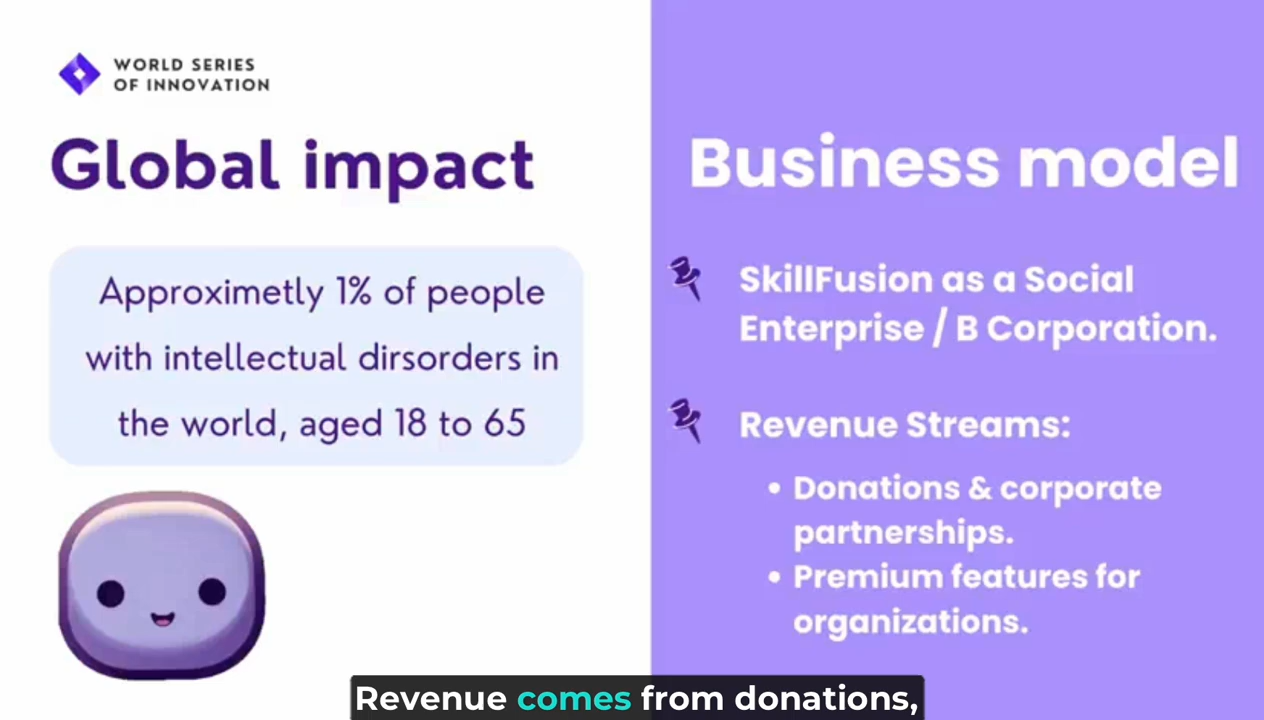 WORLD SERIES
OF INNOVATION
Global impact
Approximetly 1% of people
with intellectual dirsorders in
the world, aged 18 to 65
Business model
SkillFusion as a Social
Enterprise / B Corporation.
Revenue Streams:
• Donations & corporate
partnerships.
• Premium features for
organizations.
Revenue comes from donations,